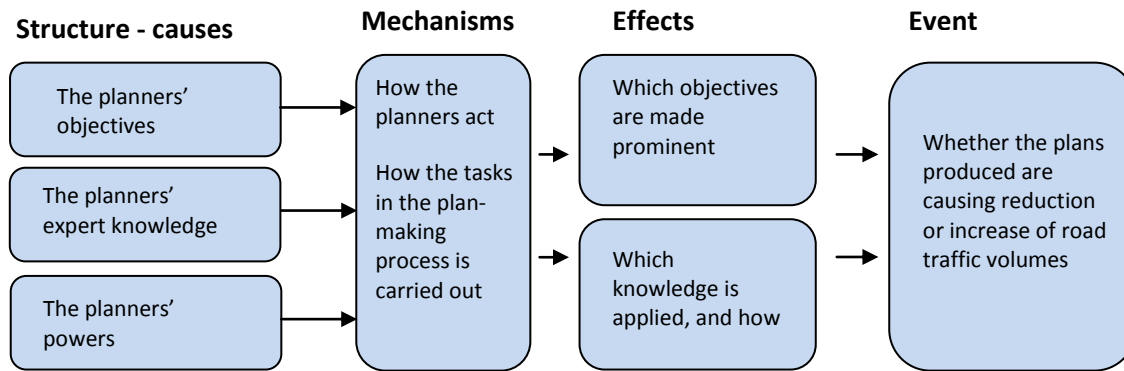 Structure - causes
Mechanisms
Effects
Event
The planners’
objectives
The planners’
expert knowledge
The planners’
powers
How the
planners act
How the tasks
in the plan-
making
process is
carried out
Which objectives
are made
prominent
Which
knowledge is
applied, and how
Whether the plans
produced are
causing reduction
or increase of road
traffic volumes